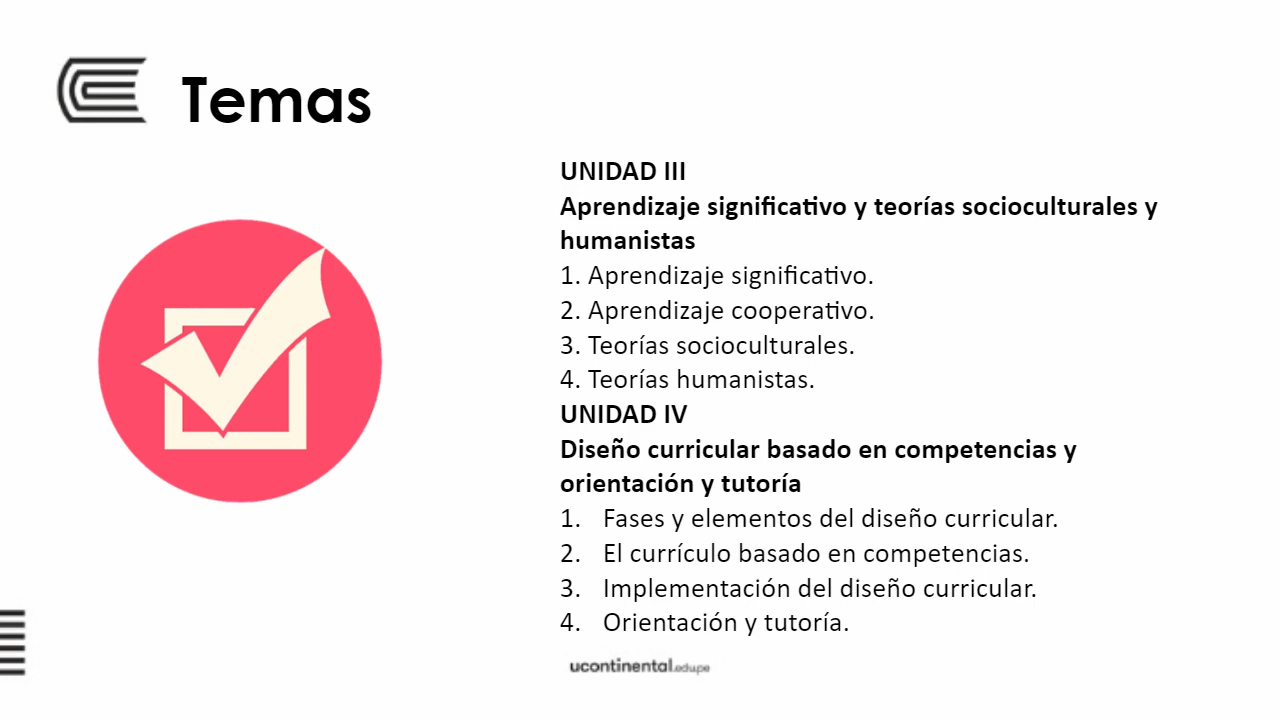 Temas
UNIDAD III
Aprendizaje significativo y teorías socioculturales y
humanistas
1. Aprendizaje significativo.
2. Aprendizaje cooperativo.
3. Teorías socioculturales.
4. Teorías humanistas.
UNIDAD IV
Diseño curricular basado en competencias y
orientación y tutoría
1. Fases y elementos del diseño curricular.
2. El currículo basado en competencias.
3. Implementación del diseño curricular.
4. Orientación y tutoría.
ucontinental.edu.pe